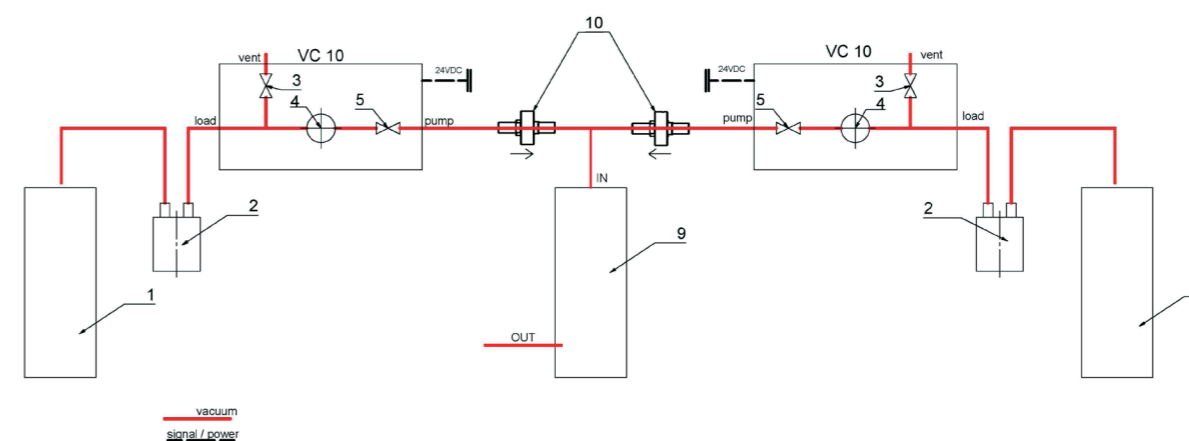 10
vent
VC 10
24VDC
3
4
5
load
pump
IN
2
1
9
OUT
VC 10
vent
24VDC
3
4
5
pump
load
2
vacuum
signal / power